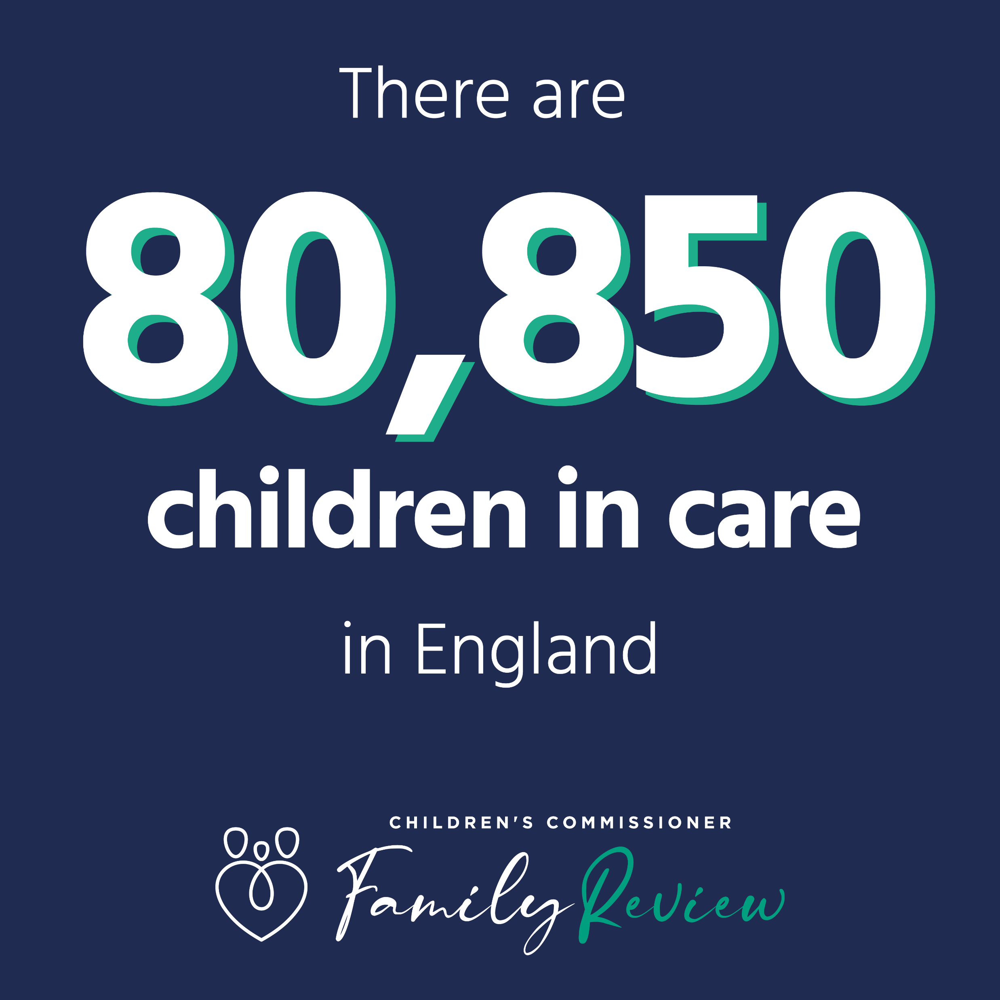 There are
80,850
children in care
in England
CHILDREN'S COMMISSIONER
Family Review